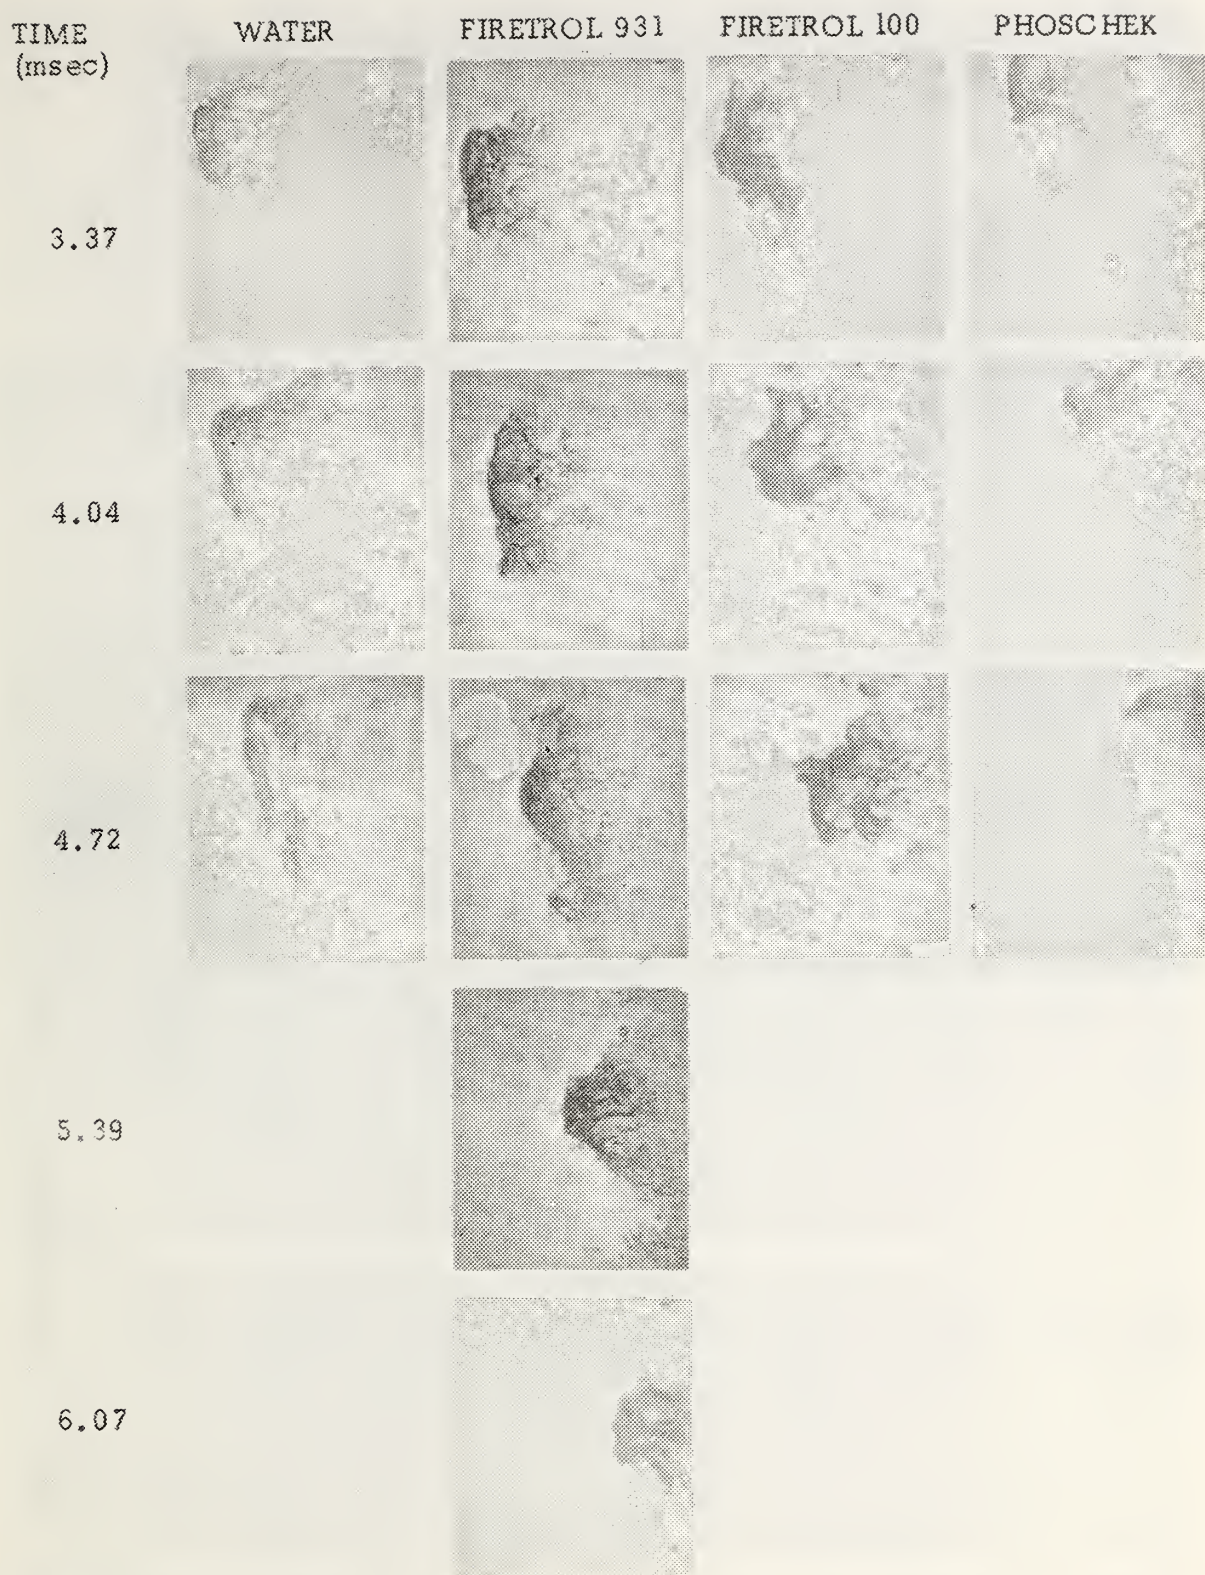 TIME WATER FIRETROL 931 FIRETROL 100 PHOSCHEK
(msec)
3.37
4.04
4.72
5.39
6.07